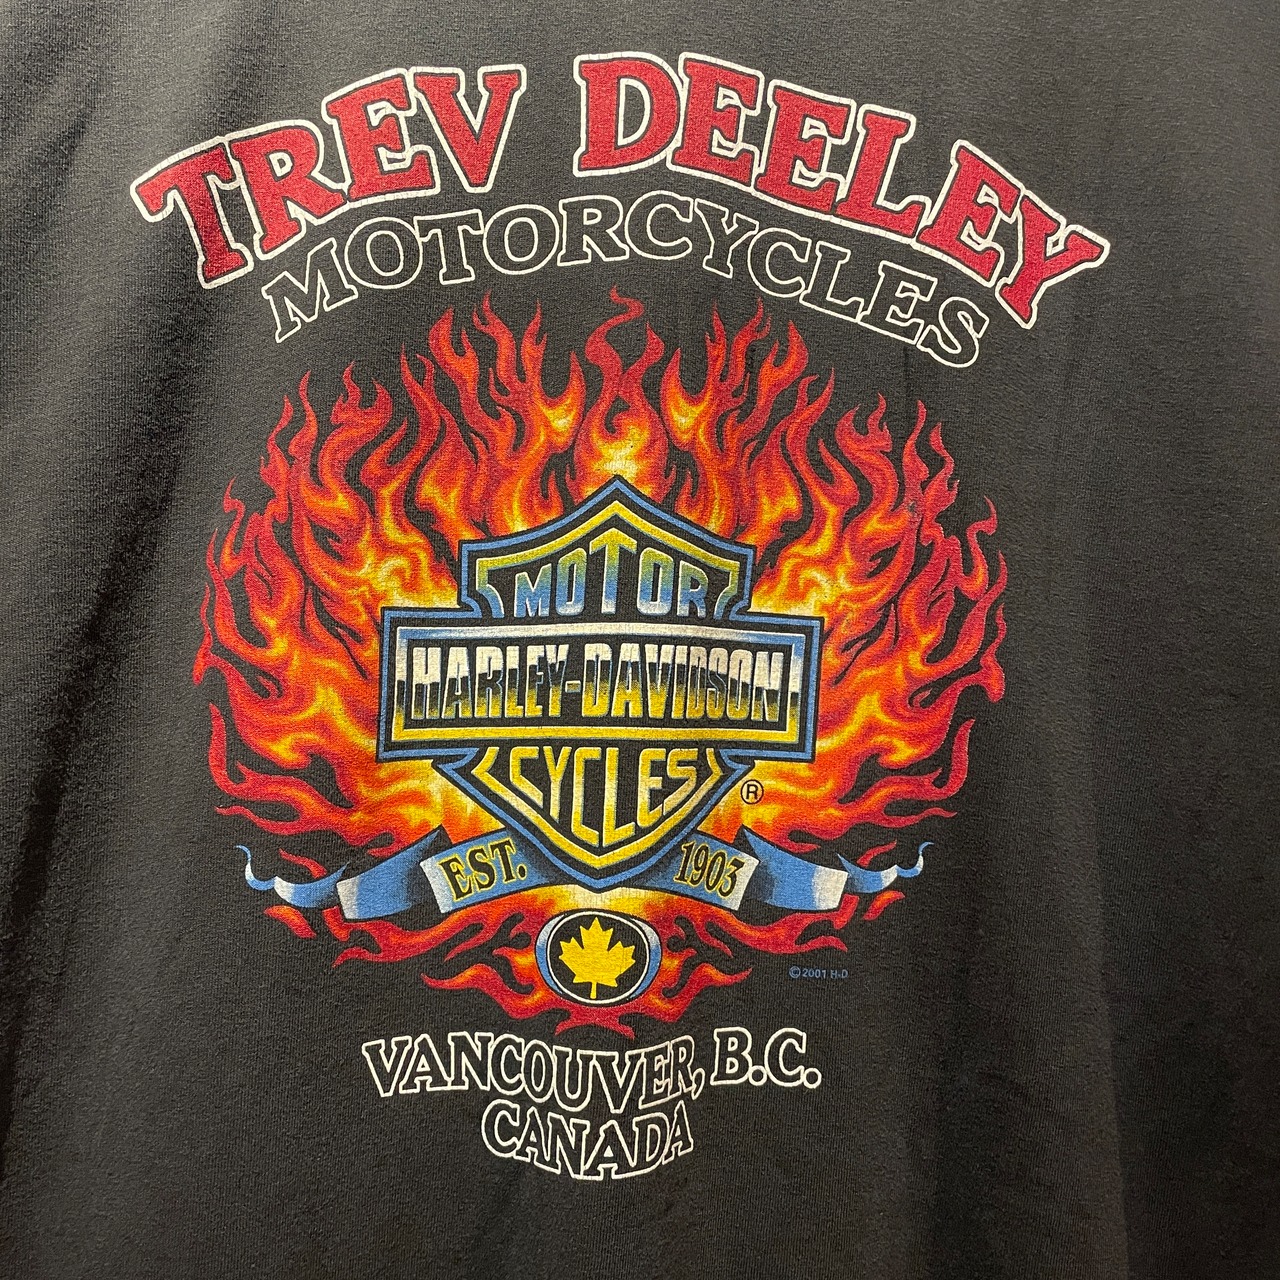 TREV DEELEY
MOTORCYCLES
MOTOR
HARLEY-DAVIDSON
CYCLES
®
EST. 1903
©2001 H-D
VANCOUVER, B.C.
CANADA